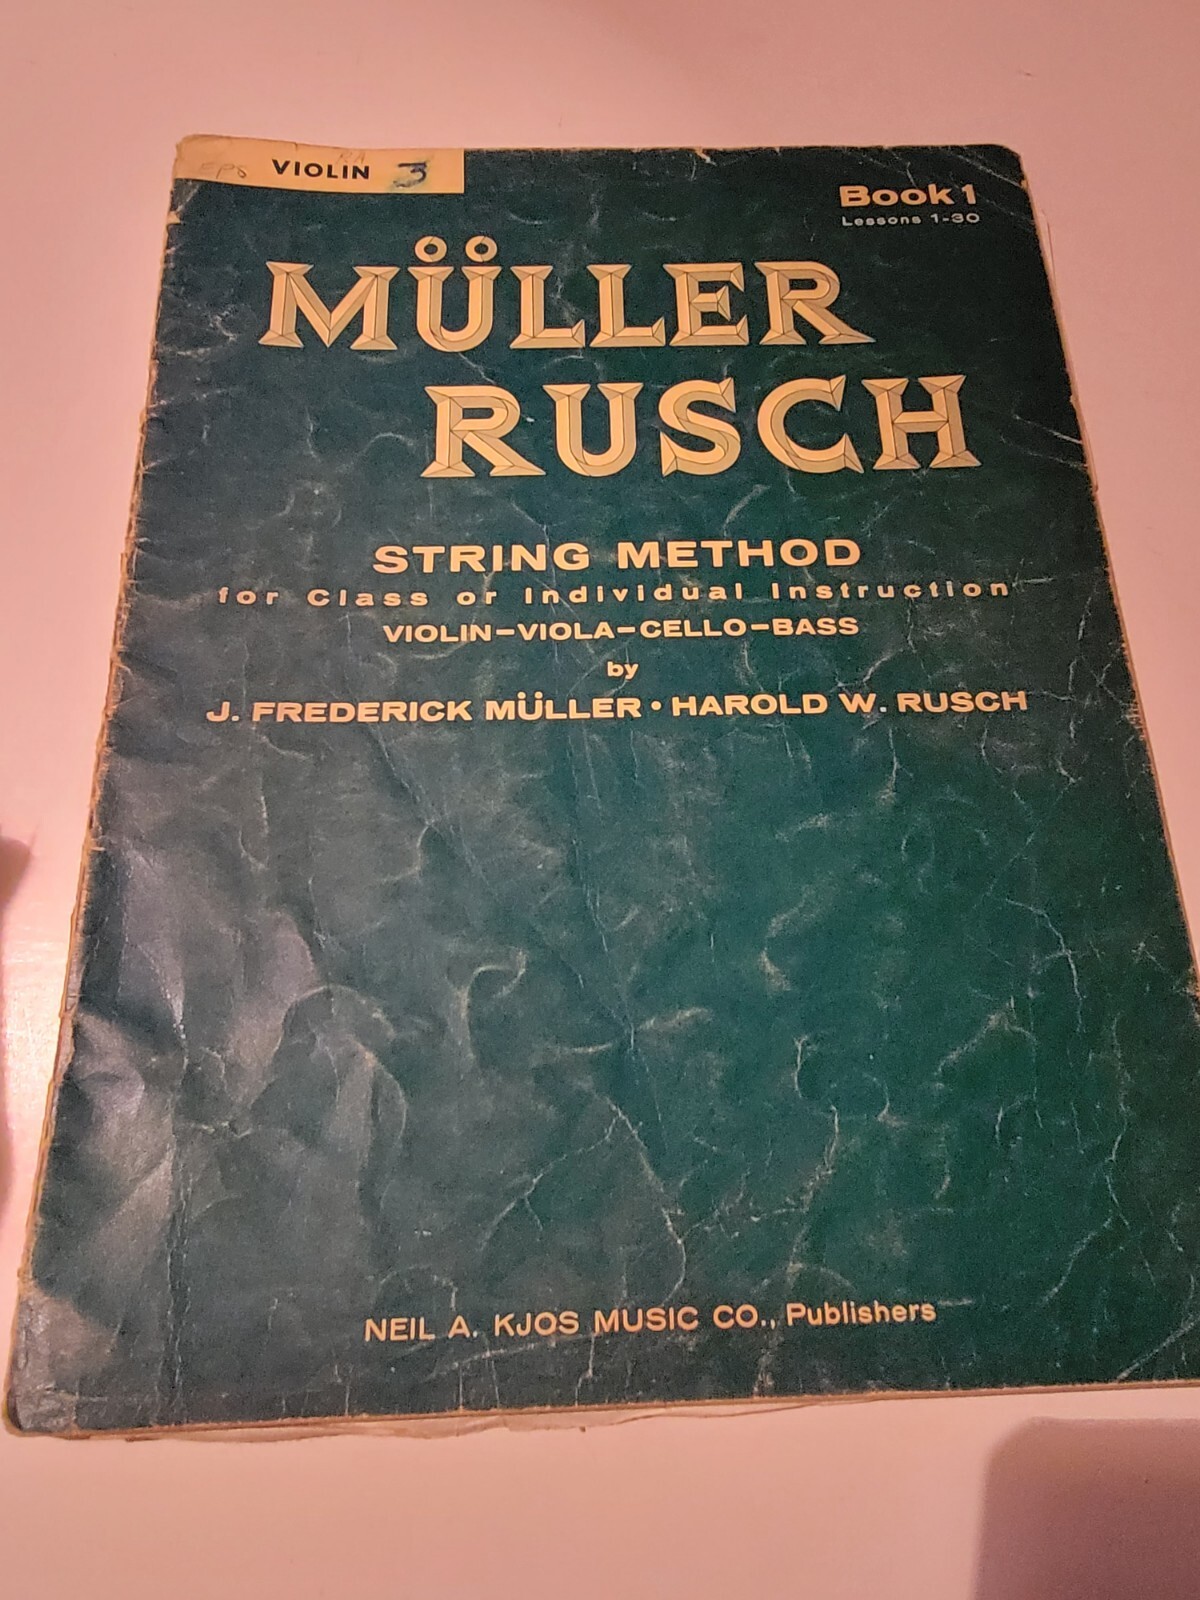 VIOLIN 3
Book 1
Lessons 1-30
MÜLLER
RUSCH
STRING METHOD
for Class or Individual Instruction
VIOLIN-VIOLA-CELLO-BASS
by
J. FREDERICK MÜLLER • HAROLD W. RUSCH
NEIL A. KJOS MUSIC CO., Publishers